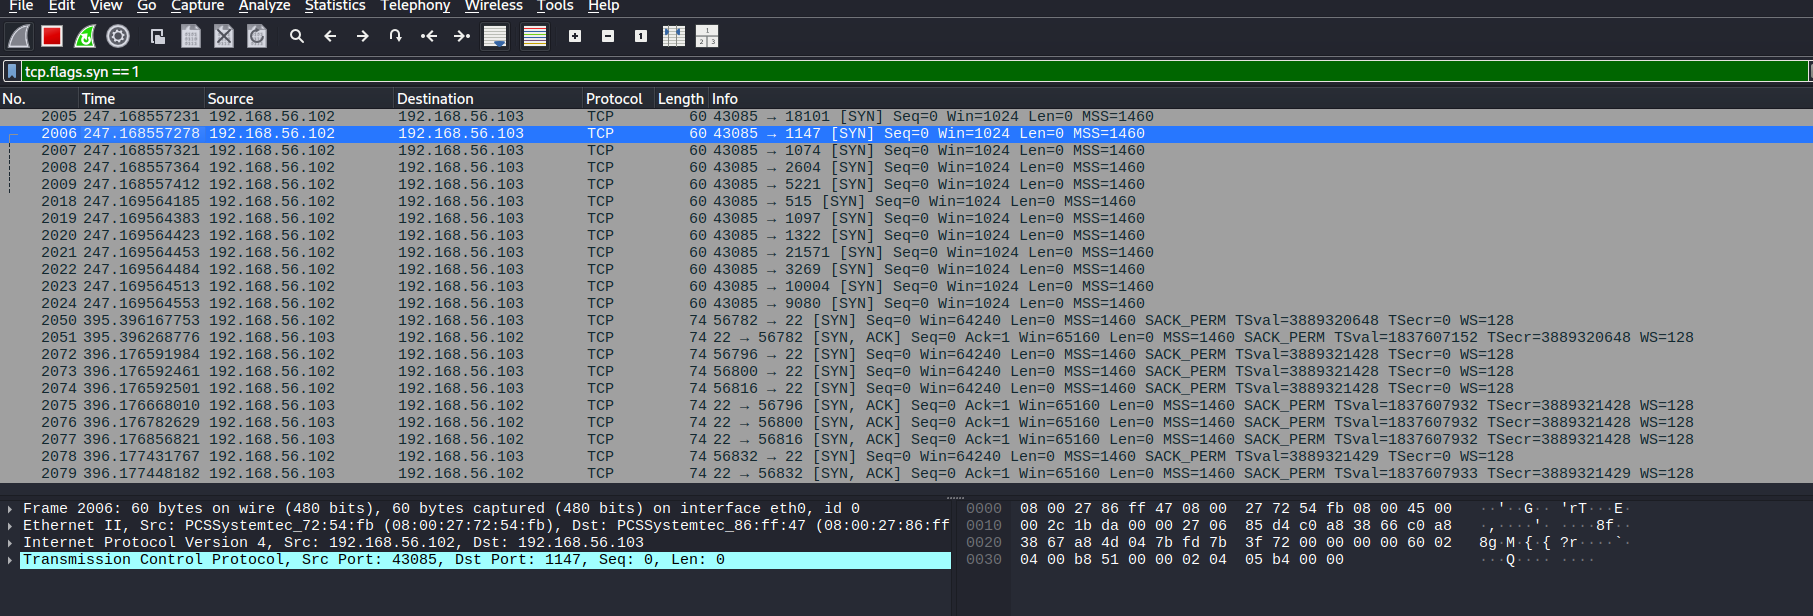 File Edit View Go Capture Analyze Statistics Telephony Wireless Tools Help
tcp.flags.syn == 1
No. Time Source Destination Protocol Length Info
2005 247.168557231 192.168.56.102 192.168.56.103 TCP 60 43085 → 18101 [SYN] Seq=0 Win=1024 Len=0 MSS=1460
2006 247.168557278 192.168.56.102 192.168.56.103 TCP 60 43085 → 1147 [SYN] Seq=0 Win=1024 Len=0 MSS=1460
2007 247.168557321 192.168.56.102 192.168.56.103 TCP 60 43085 → 1074 [SYN] Seq=0 Win=1024 Len=0 MSS=1460
2008 247.168557364 192.168.56.102 192.168.56.103 TCP 60 43085 → 2604 [SYN] Seq=0 Win=1024 Len=0 MSS=1460
2009 247.168557412 192.168.56.102 192.168.56.103 TCP 60 43085 → 5221 [SYN] Seq=0 Win=1024 Len=0 MSS=1460
2018 247.169564185 192.168.56.102 192.168.56.103 TCP 60 43085 → 515 [SYN] Seq=0 Win=1024 Len=0 MSS=1460
2019 247.169564383 192.168.56.102 192.168.56.103 TCP 60 43085 → 1097 [SYN] Seq=0 Win=1024 Len=0 MSS=1460
2020 247.169564423 192.168.56.102 192.168.56.103 TCP 60 43085 → 1322 [SYN] Seq=0 Win=1024 Len=0 MSS=1460
2021 247.169564453 192.168.56.102 192.168.56.103 TCP 60 43085 → 21571 [SYN] Seq=0 Win=1024 Len=0 MSS=1460
2022 247.169564484 192.168.56.102 192.168.56.103 TCP 60 43085 → 3269 [SYN] Seq=0 Win=1024 Len=0 MSS=1460
2023 247.169564513 192.168.56.102 192.168.56.103 TCP 60 43085 → 10004 [SYN] Seq=0 Win=1024 Len=0 MSS=1460
2024 247.169564553 192.168.56.102 192.168.56.103 TCP 60 43085 → 9080 [SYN] Seq=0 Win=1024 Len=0 MSS=1460
2050 395.396167753 192.168.56.102 192.168.56.103 TCP 74 56782 → 22 [SYN] Seq=0 Win=64240 Len=0 MSS=1460 SACK_PERM TSval=3889320648 TSecr=0 WS=128
2051 395.396268776 192.168.56.103 192.168.56.102 TCP 74 22 → 56782 [SYN, ACK] Seq=0 Ack=1 Win=65160 Len=0 MSS=1460 SACK_PERM TSval=1837607152 TSecr=3889320648 WS=128
2072 396.176591984 192.168.56.102 192.168.56.103 TCP 74 56796 → 22 [SYN] Seq=0 Win=64240 Len=0 MSS=1460 SACK_PERM TSval=3889321428 TSecr=0 WS=128
2073 396.176592461 192.168.56.102 192.168.56.103 TCP 74 56800 → 22 [SYN] Seq=0 Win=64240 Len=0 MSS=1460 SACK_PERM TSval=3889321428 TSecr=0 WS=128
2074 396.176592501 192.168.56.102 192.168.56.103 TCP 74 56816 → 22 [SYN] Seq=0 Win=64240 Len=0 MSS=1460 SACK_PERM TSval=3889321428 TSecr=0 WS=128
2075 396.176668010 192.168.56.103 192.168.56.102 TCP 74 22 → 56796 [SYN, ACK] Seq=0 Ack=1 Win=65160 Len=0 MSS=1460 SACK_PERM TSval=1837607932 TSecr=3889321428 WS=128
2076 396.176782629 192.168.56.103 192.168.56.102 TCP 74 22 → 56800 [SYN, ACK] Seq=0 Ack=1 Win=65160 Len=0 MSS=1460 SACK_PERM TSval=1837607932 TSecr=3889321428 WS=128
2077 396.176856821 192.168.56.103 192.168.56.102 TCP 74 22 → 56816 [SYN, ACK] Seq=0 Ack=1 Win=65160 Len=0 MSS=1460 SACK_PERM TSval=1837607932 TSecr=3889321428 WS=128
2078 396.177431767 192.168.56.102 192.168.56.103 TCP 74 56832 → 22 [SYN] Seq=0 Win=64240 Len=0 MSS=1460 SACK_PERM TSval=3889321429 TSecr=0 WS=128
2079 396.177448182 192.168.56.103 192.168.56.102 TCP 74 22 → 56832 [SYN, ACK] Seq=0 Ack=1 Win=65160 Len=0 MSS=1460 SACK_PERM TSval=1837607933 TSecr=3889321429 WS=128
Frame 2006: 60 bytes on wire (480 bits), 60 bytes captured (480 bits) on interface eth0, id 0
Ethernet II, Src: PCSSystemtec_72:54:fb (08:00:27:72:54:fb), Dst: PCSSystemtec_86:ff:47 (08:00:27:86:ff
Internet Protocol Version 4, Src: 192.168.56.102, Dst: 192.168.56.103
Transmission Control Protocol, Src Port: 43085, Dst Port: 1147, Seq: 0, Len: 0
0000 08 00 27 86 ff 47 08 00 27 72 54 fb 08 00 45 00 ··'··G·· 'rT···E·
0010 00 2c 1b da 00 00 27 06 85 d4 c0 a8 38 66 c0 a8 ·,····'· ····8f··
0020 38 67 a8 4d 04 7b fd 7b 3f 72 00 00 00 00 60 02 8g·M·{·{ ?r····`·
0030 04 00 b8 51 00 00 02 04 05 b4 00 00 ···Q···· ····